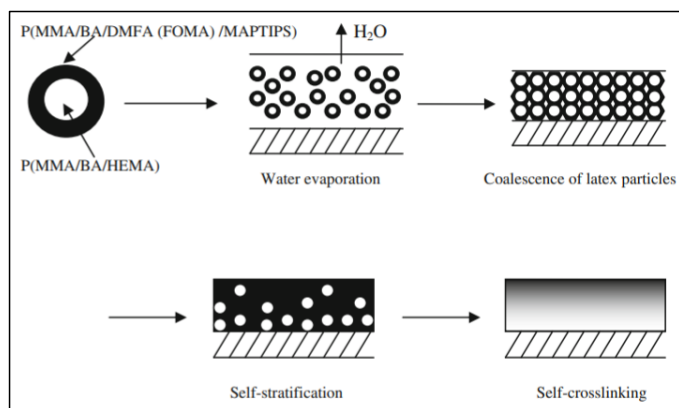 P(MMA/BA/DMFA (FOMA) /MAPTIPS)
H₂O
P(MMA/BA/HEMA)
Water evaporation
Coalescence of latex particles
Self-stratification
Self-crosslinking